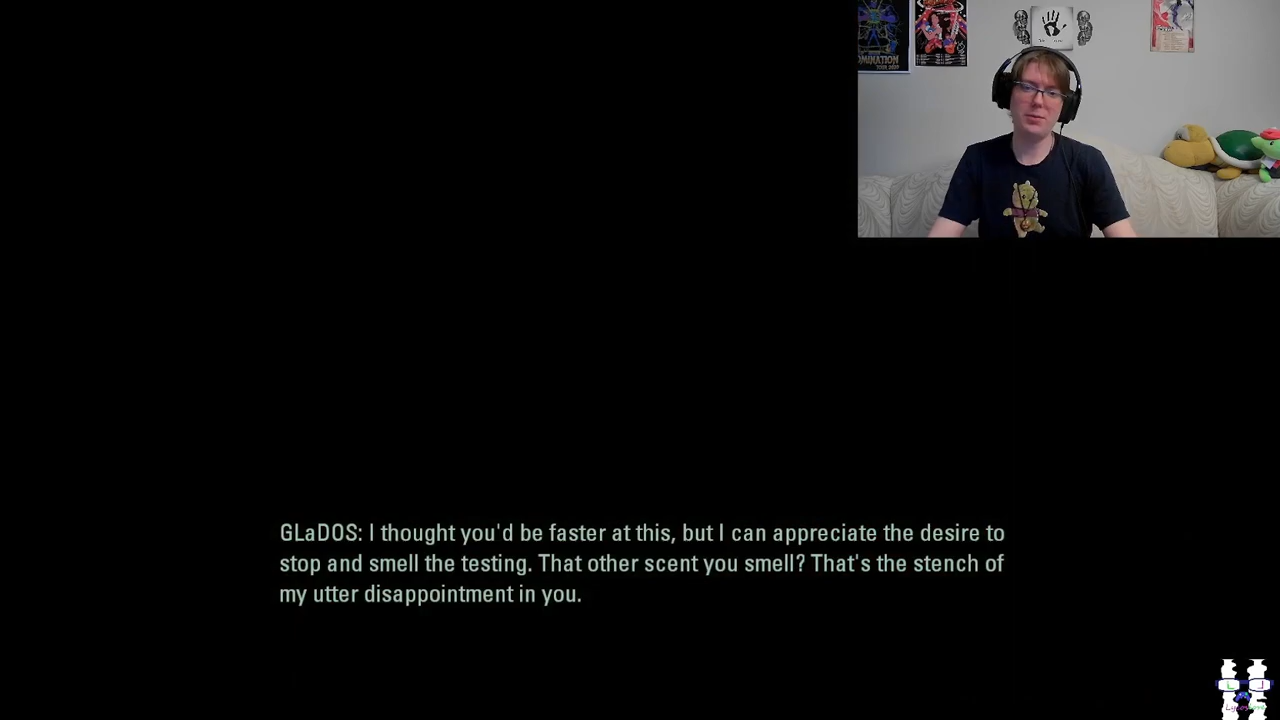 OMINATION
GLaDOS: I thought you'd be faster at this, but I can appreciate the desire to
stop and smell the testing. That other scent you smell? That's the stench of
my utter disappointment in you.
L J